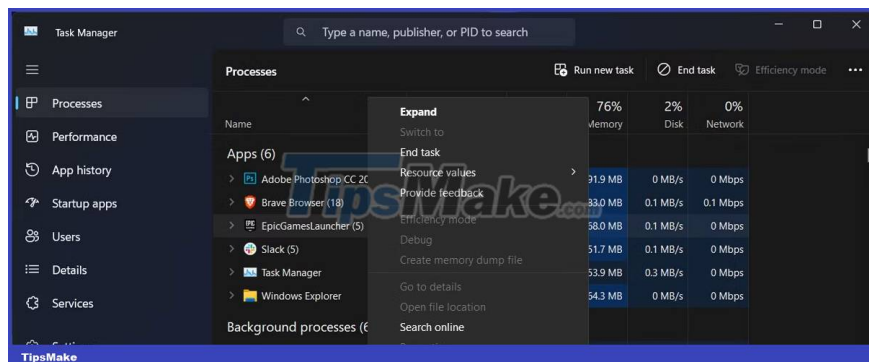 Task Manager
Type a name, publisher, or PID to search
Processes
Run new task
End task
Efficiency mode
Processes
Performance
App history
Startup apps
Users
Details
Services
Name
76%
Memory
2%
Disk
0%
Network
Apps (6)
Adobe Photoshop CC 20
91.9 MB 0 MB/s 0 Mbps
Brave Browser (18)
0.1 MB/s 0.1 Mbps
EpicGamesLauncher (5)
0.1 MB/s 0 Mbps
Slack (5)
51.7 MB 0.1 MB/s 0 Mbps
Task Manager
53.9 MB 0.3 MB/s 0 Mbps
Windows Explorer
54.3 MB 0 MB/s 0 Mbps
Background processes (6
Expand
Switch to
End task
Resource values
Provide feedback
Efficiency mode
Debug
Create memory dump file
Go to details
Open file location
Search online
TipsMake.com
TipsMake